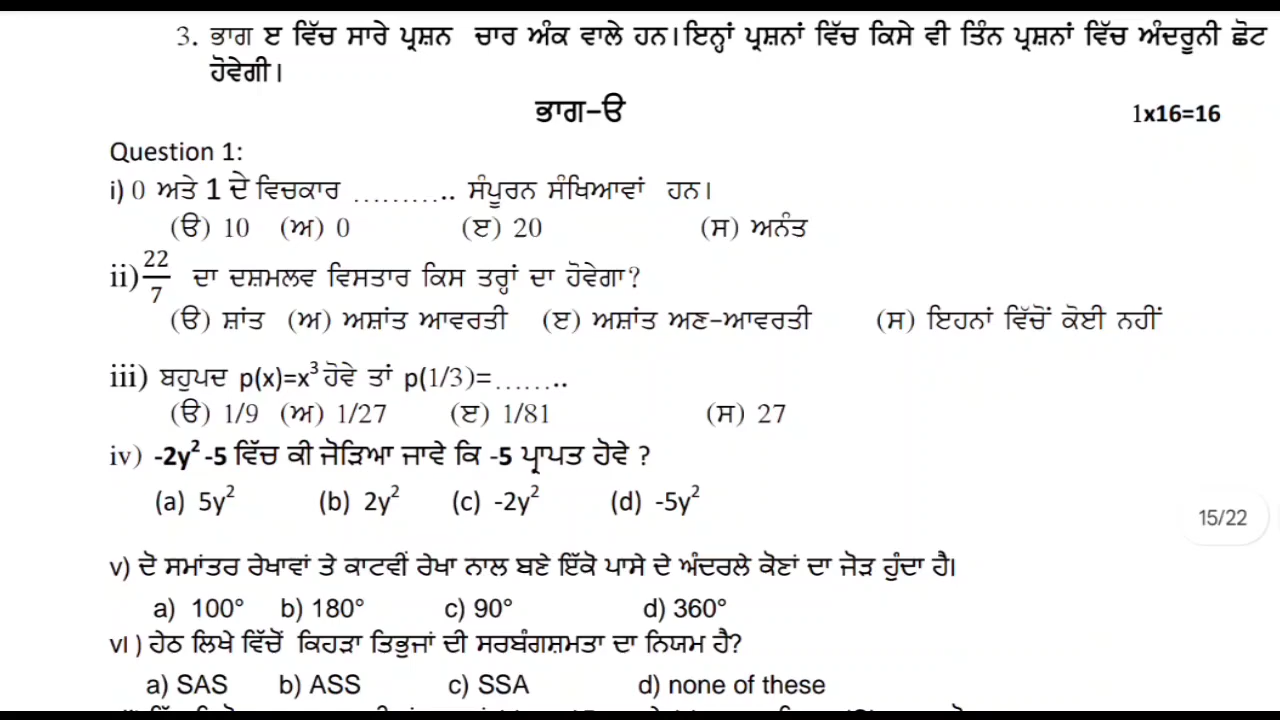 3. ਭਾਗ ੲ ਵਿੱਚ ਸਾਰੇ ਪ੍ਰਸ਼ਨ ਚਾਰ ਅੰਕ ਵਾਲੇ ਹਨ।ਇਨ੍ਹਾਂ ਪ੍ਰਸ਼ਨਾਂ ਵਿੱਚ ਕਿਸੇ ਵੀ ਤਿੰਨ ਪ੍ਰਸ਼ਨਾਂ ਵਿੱਚ ਅੰਦਰੂਨੀ ਛੋਟ
ਹੋਵੇਗੀ।
ਭਾਗ-ੳ 1x16=16
Question 1:
i) 0 ਅਤੇ 1 ਦੇ ਵਿਚਕਾਰ ……….. ਸੰਪੂਰਨ ਸੰਖਿਆਵਾਂ ਹਨ।
(ੳ) 10 (ਅ) 0 (ੲ) 20 (ਸ) ਅਨੰਤ
ii) 22/7 ਦਾ ਦਸ਼ਮਲਵ ਵਿਸਤਾਰ ਕਿਸ ਤਰ੍ਹਾਂ ਦਾ ਹੋਵੇਗਾ?
(ੳ) ਸ਼ਾਂਤ (ਅ) ਅਸ਼ਾਂਤ ਆਵਰਤੀ (ੲ) ਅਸ਼ਾਂਤ ਅਣ-ਆਵਰਤੀ (ਸ) ਇਹਨਾਂ ਵਿੱਚੋਂ ਕੋਈ ਨਹੀਂ
iii) ਬਹੁਪਦ p(x)=x³ ਹੋਵੇ ਤਾਂ p(1/3)=……..
(ੳ) 1/9 (ਅ) 1/27 (ੲ) 1/81 (ਸ) 27
iv) -2y² -5 ਵਿੱਚ ਕੀ ਜੋੜਿਆ ਜਾਵੇ ਕਿ -5 ਪ੍ਰਾਪਤ ਹੋਵੇ ?
(a) 5y² (b) 2y² (c) -2y² (d) -5y²
15/22
v) ਦੋ ਸਮਾਂਤਰ ਰੇਖਾਵਾਂ ਤੇ ਕਾਟਵੀਂ ਰੇਖਾ ਨਾਲ ਬਣੇ ਇੱਕੋ ਪਾਸੇ ਦੇ ਅੰਦਰਲੇ ਕੋਣਾਂ ਦਾ ਜੋੜ ਹੁੰਦਾ ਹੈ।
a) 100° b) 180° c) 90° d) 360°
vI ) ਹੇਠ ਲਿਖੇ ਵਿੱਚੋਂ ਕਿਹੜਾ ਤਿਭੁਜਾਂ ਦੀ ਸਰਬੰਗਸ਼ਮਤਾ ਦਾ ਨਿਯਮ ਹੈ?
a) SAS b) ASS c) SSA d) none of these